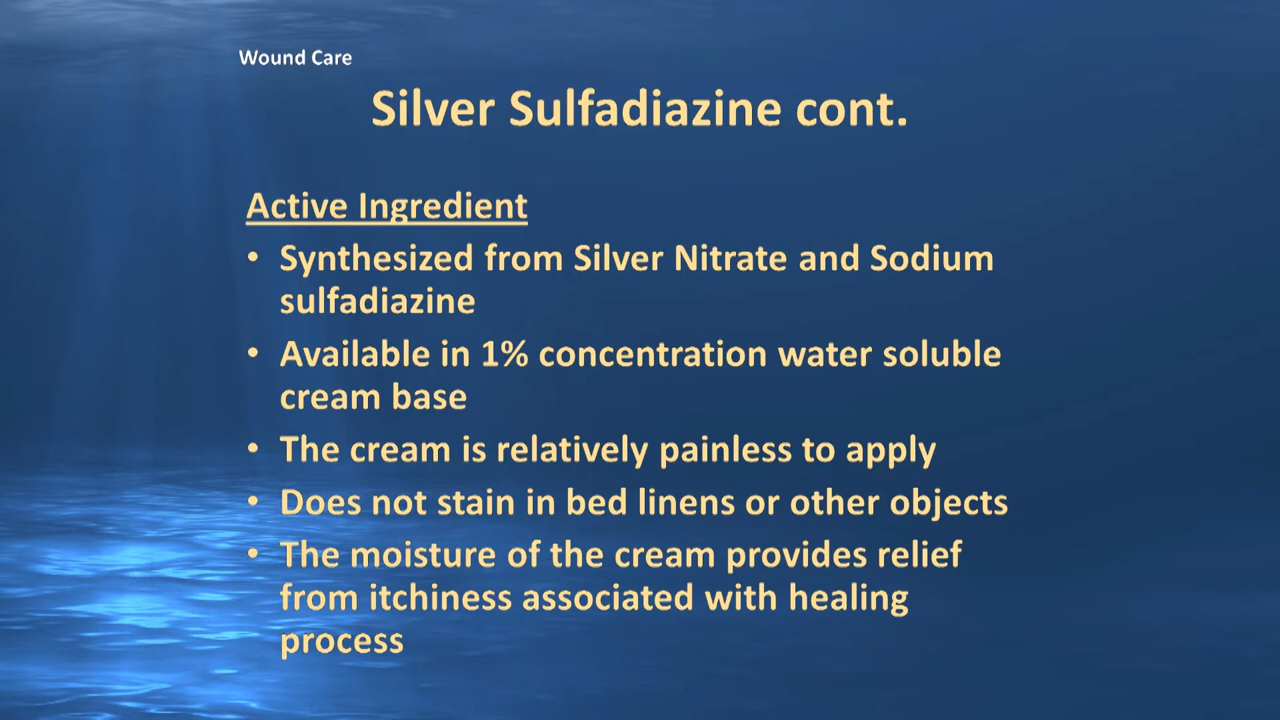 Wound Care
Silver Sulfadiazine cont.
Active Ingredient
• Synthesized from Silver Nitrate and Sodium
sulfadiazine
• Available in 1% concentration water soluble
cream base
• The cream is relatively painless to apply
• Does not stain in bed linens or other objects
• The moisture of the cream provides relief
from itchiness associated with healing
process